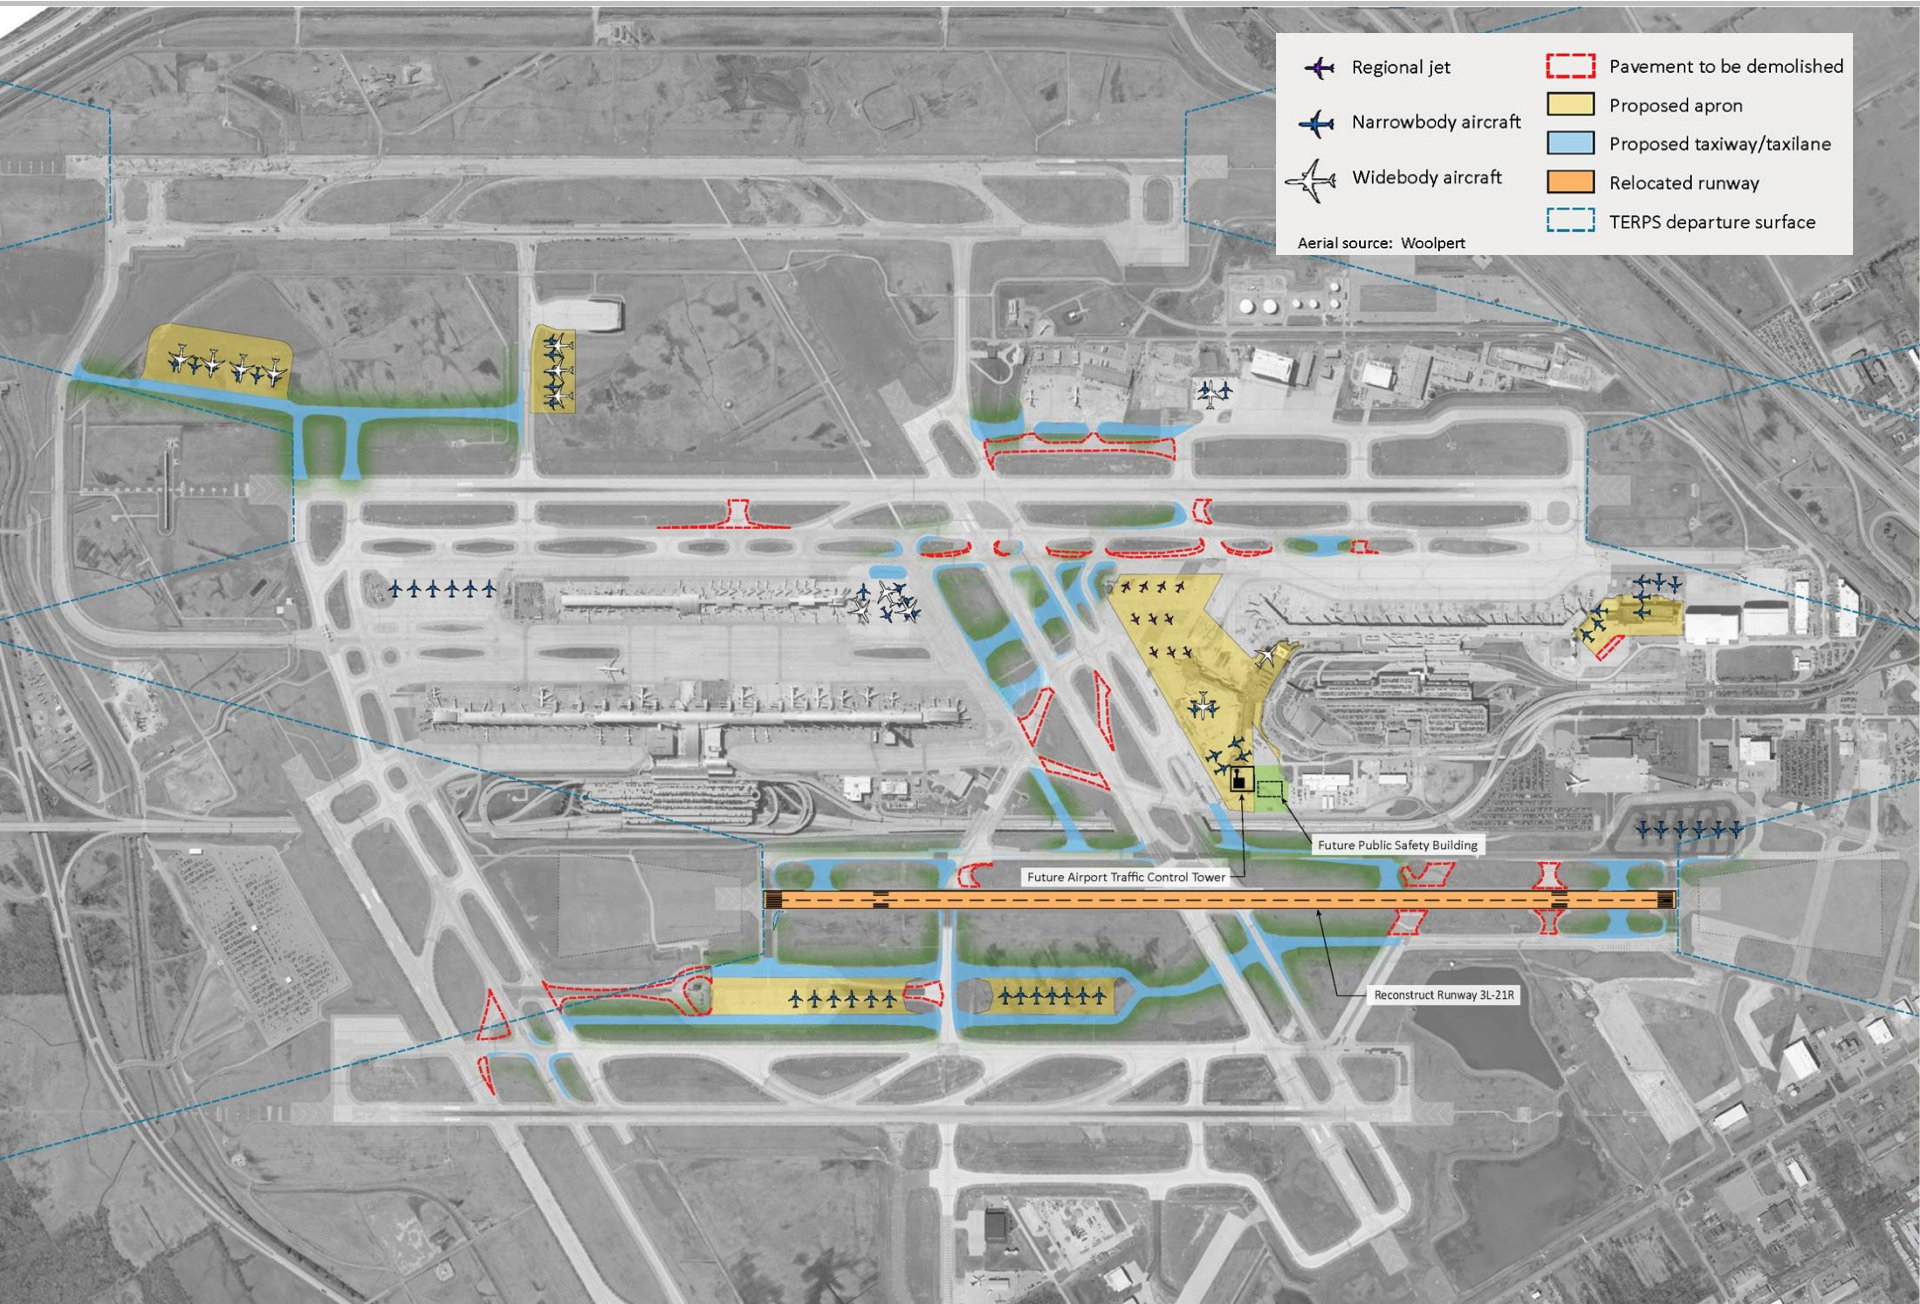 Regional jet
Narrowbody aircraft
Widebody aircraft
Aerial source: Woolpert
Pavement to be demolished
Proposed apron
Proposed taxiway/taxilane
Relocated runway
TERPS departure surface
Future Public Safety Building
Future Airport Traffic Control Tower
Reconstruct Runway 3L-21R